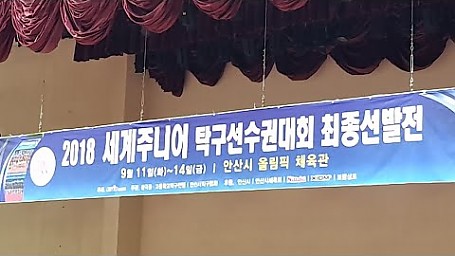 2018 세계주니어 탁구선수권대회 최종선발전
9월 11일(화)~14일(금) | 안산시 올림픽 체육관